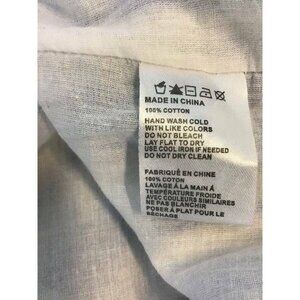 MADE IN CHINA
100% COTTON
HAND WASH COLD
WITH LIKE COLORS
DO NOT BLEACH
LAY FLAT TO DRY
USE COOL IRON IF NEEDED
DO NOT DRY CLEAN
FABRIQUÉ EN CHINE
100% COTON
LAVAGE À LA MAIN À
TEMPÉRATURE FROIDE
AVEC COULEURS SIMILAIRES
NE PAS BLANCHIR
POSER À PLAT POUR LE
SÉCHAGE